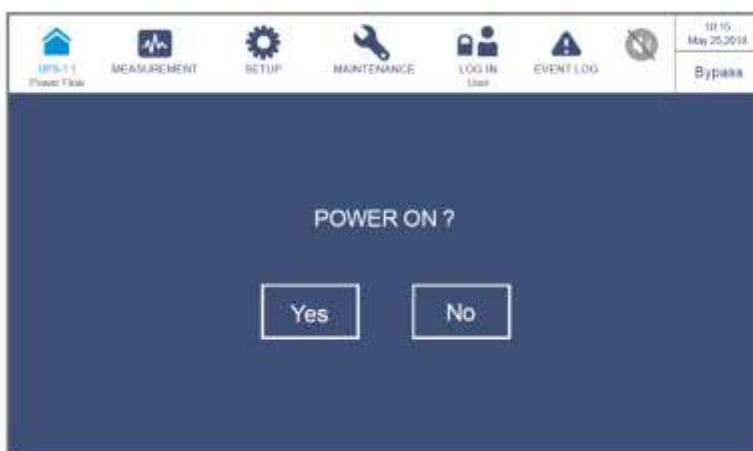 UPS-1.1
Power Flow
MEASUREMENT
SETUP
MAINTENANCE
LOG IN
User
EVENT LOG
10:15
May 25,2018
Bypass
POWER ON ?
Yes
No